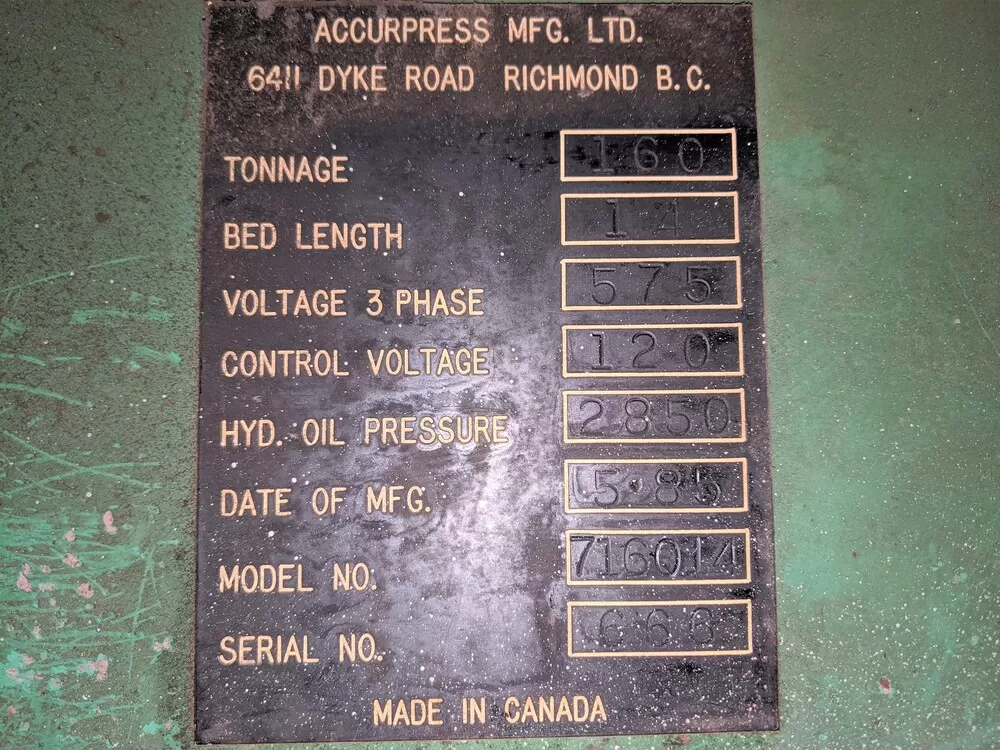 ACCURPRESS MFG. LTD.
6411 DYKE ROAD RICHMOND B.C.
TONNAGE 160
BED LENGTH 14
VOLTAGE 3 PHASE 575
CONTROL VOLTAGE 120
HYD. OIL PRESSURE 2850
DATE OF MFG. 5·85
MODEL NO. 716014
SERIAL NO.
MADE IN CANADA